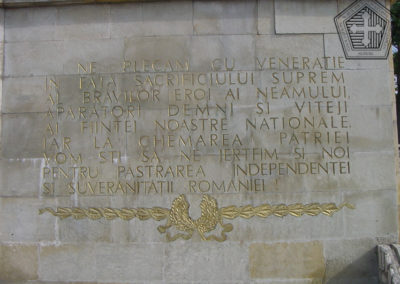 NE PLECAM CU VENERATIE
IN FATA SACRIFICIULUI SUPREM
AL BRAVILOR EROI AI NEAMULUI,
APARATORI DEMNI SI VITEJI
AI FIINTEI NOASTRE NATIONALE
IAR LA CHEMAREA PATRIEI
VOM STI SA NE JERTFIM SI NOI
PENTRU PASTRAREA INDEPENDENTEI
SI SUVERANITATII ROMANIEI !